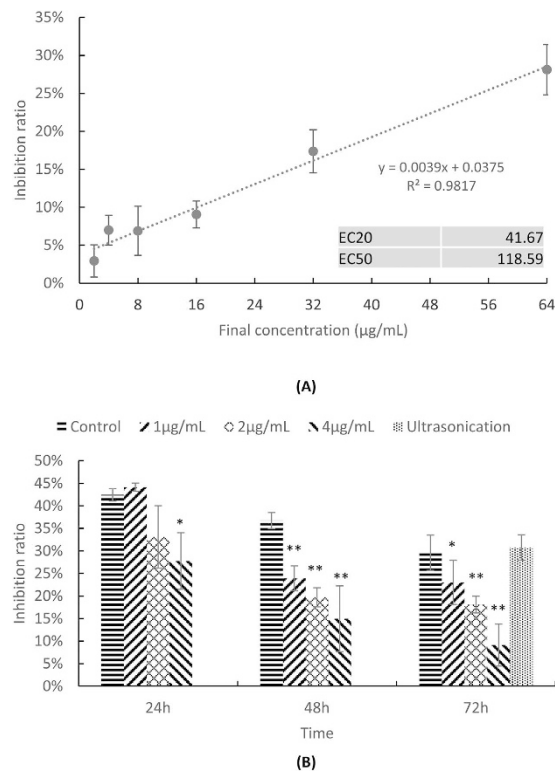 35%
30%
25%
20%
15%
10%
5%
0%
Inbibition ratio
y = 0.0039x + 0.0375
R² = 0.9817
EC20 41.67
EC50 118.59
0 8 16 24 32 40 48 56 64
Final concentration (µg/mL)
(A)
Control 1µg/mL 2µg/mL 4µg/mL Ultrasonication
50%
45%
40%
35%
30%
25%
20%
15%
10%
5%
0%
Inhibition ratio
*
** ** **
* ** **
24h 48h 72h
Time
(B)